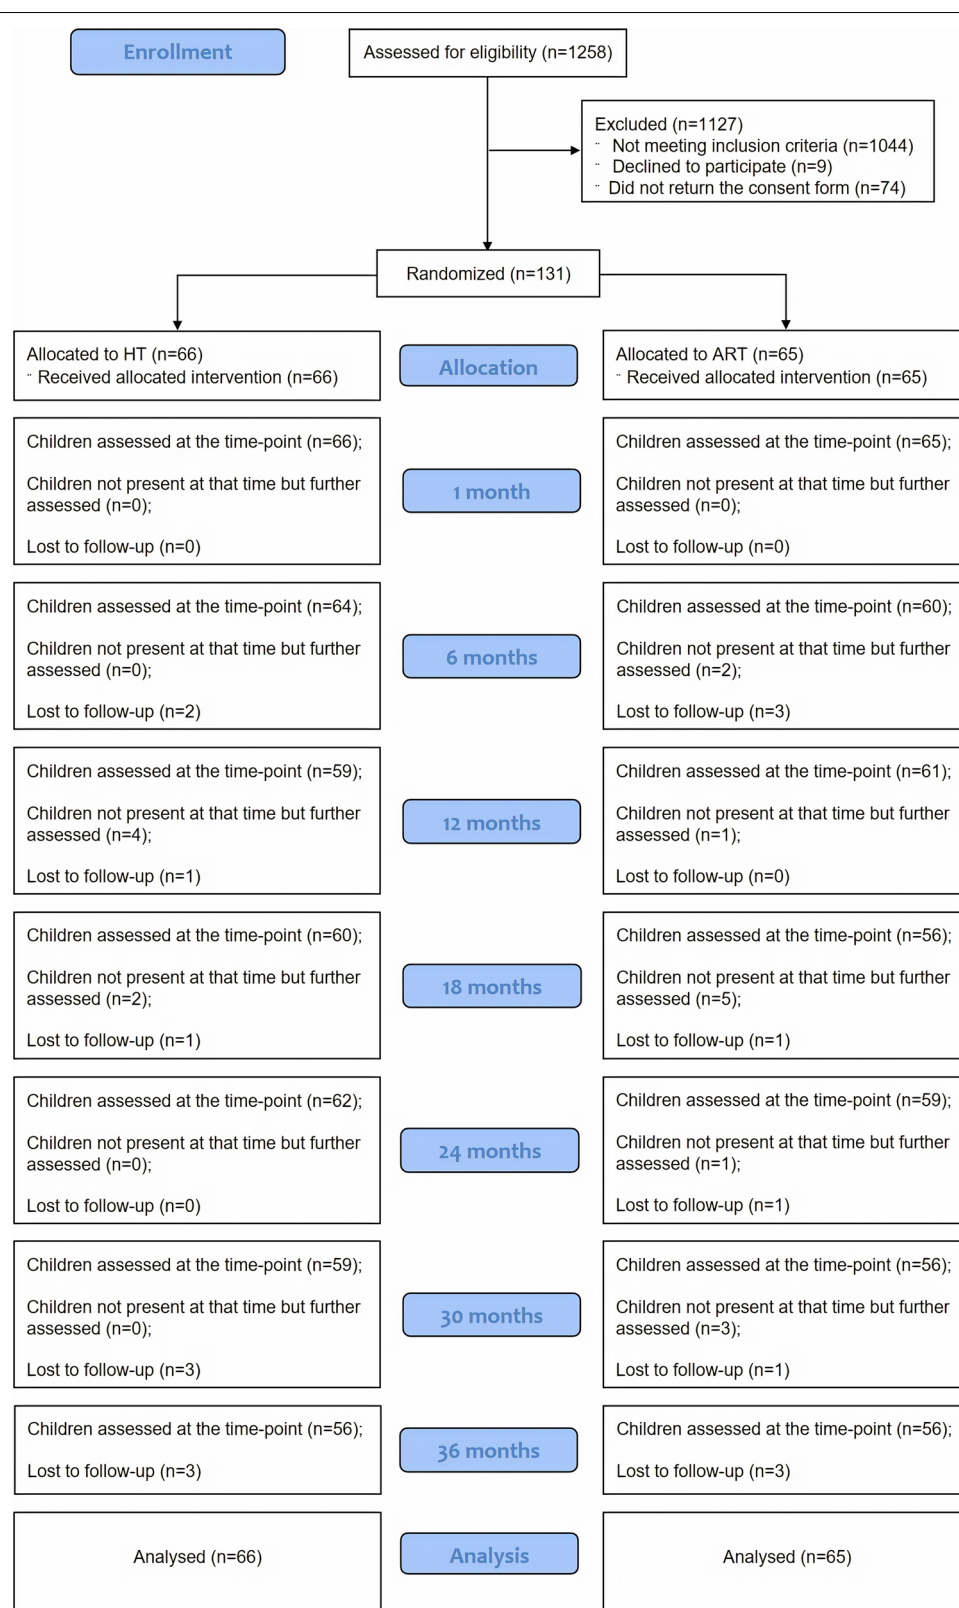 Enrollment
Assessed for eligibility (n=1258)
Excluded (n=1127)
¨ Not meeting inclusion criteria (n=1044)
¨ Declined to participate (n=9)
¨ Did not return the consent form (n=74)
Randomized (n=131)
Allocated to HT (n=66)
¨ Received allocated intervention (n=66)
Allocation
Allocated to ART (n=65)
¨ Received allocated intervention (n=65)
Children assessed at the time-point (n=66);
Children not present at that time but further
assessed (n=0);
Lost to follow-up (n=0)
1 month
Children assessed at the time-point (n=65);
Children not present at that time but further
assessed (n=0);
Lost to follow-up (n=0)
Children assessed at the time-point (n=64);
Children not present at that time but further
assessed (n=0);
Lost to follow-up (n=2)
6 months
Children assessed at the time-point (n=60);
Children not present at that time but further
assessed (n=2);
Lost to follow-up (n=3)
Children assessed at the time-point (n=59);
Children not present at that time but further
assessed (n=4);
Lost to follow-up (n=1)
12 months
Children assessed at the time-point (n=61);
Children not present at that time but further
assessed (n=1);
Lost to follow-up (n=0)
Children assessed at the time-point (n=60);
Children not present at that time but further
assessed (n=2);
Lost to follow-up (n=1)
18 months
Children assessed at the time-point (n=56);
Children not present at that time but further
assessed (n=5);
Lost to follow-up (n=1)
Children assessed at the time-point (n=62);
Children not present at that time but further
assessed (n=0);
Lost to follow-up (n=0)
24 months
Children assessed at the time-point (n=59);
Children not present at that time but further
assessed (n=1);
Lost to follow-up (n=1)
Children assessed at the time-point (n=59);
Children not present at that time but further
assessed (n=0);
Lost to follow-up (n=3)
30 months
Children assessed at the time-point (n=56);
Children not present at that time but further
assessed (n=3);
Lost to follow-up (n=1)
Children assessed at the time-point (n=56);
Lost to follow-up (n=3)
36 months
Children assessed at the time-point (n=56);
Lost to follow-up (n=3)
Analysed (n=66)
Analysis
Analysed (n=65)